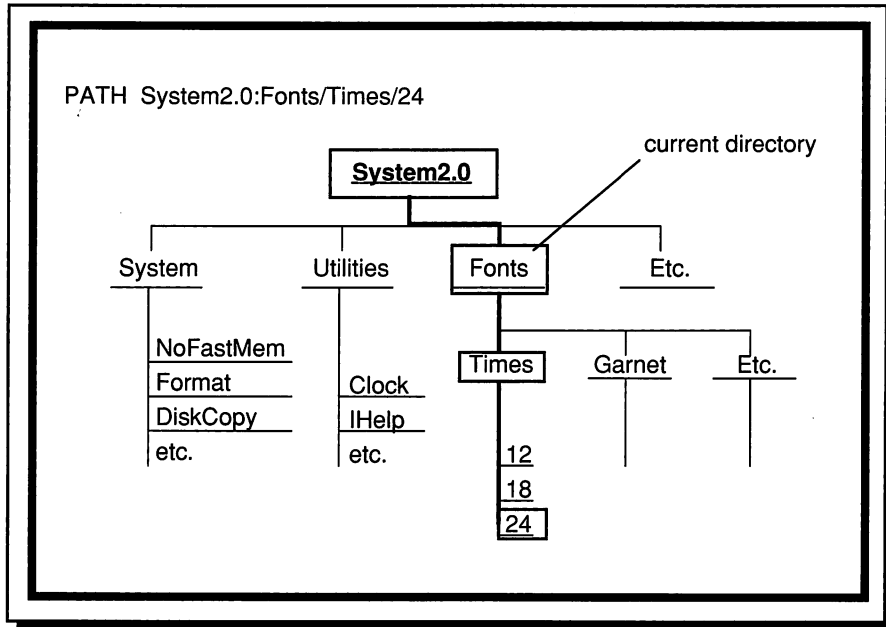 PATH System2.0:Fonts/Times/24
current directory
System2.0
System
Utilities
Fonts
Etc.
NoFastMem
Format
DiskCopy
etc.
Clock
IHelp
etc.
Times
Garnet
Etc.
12
18
24